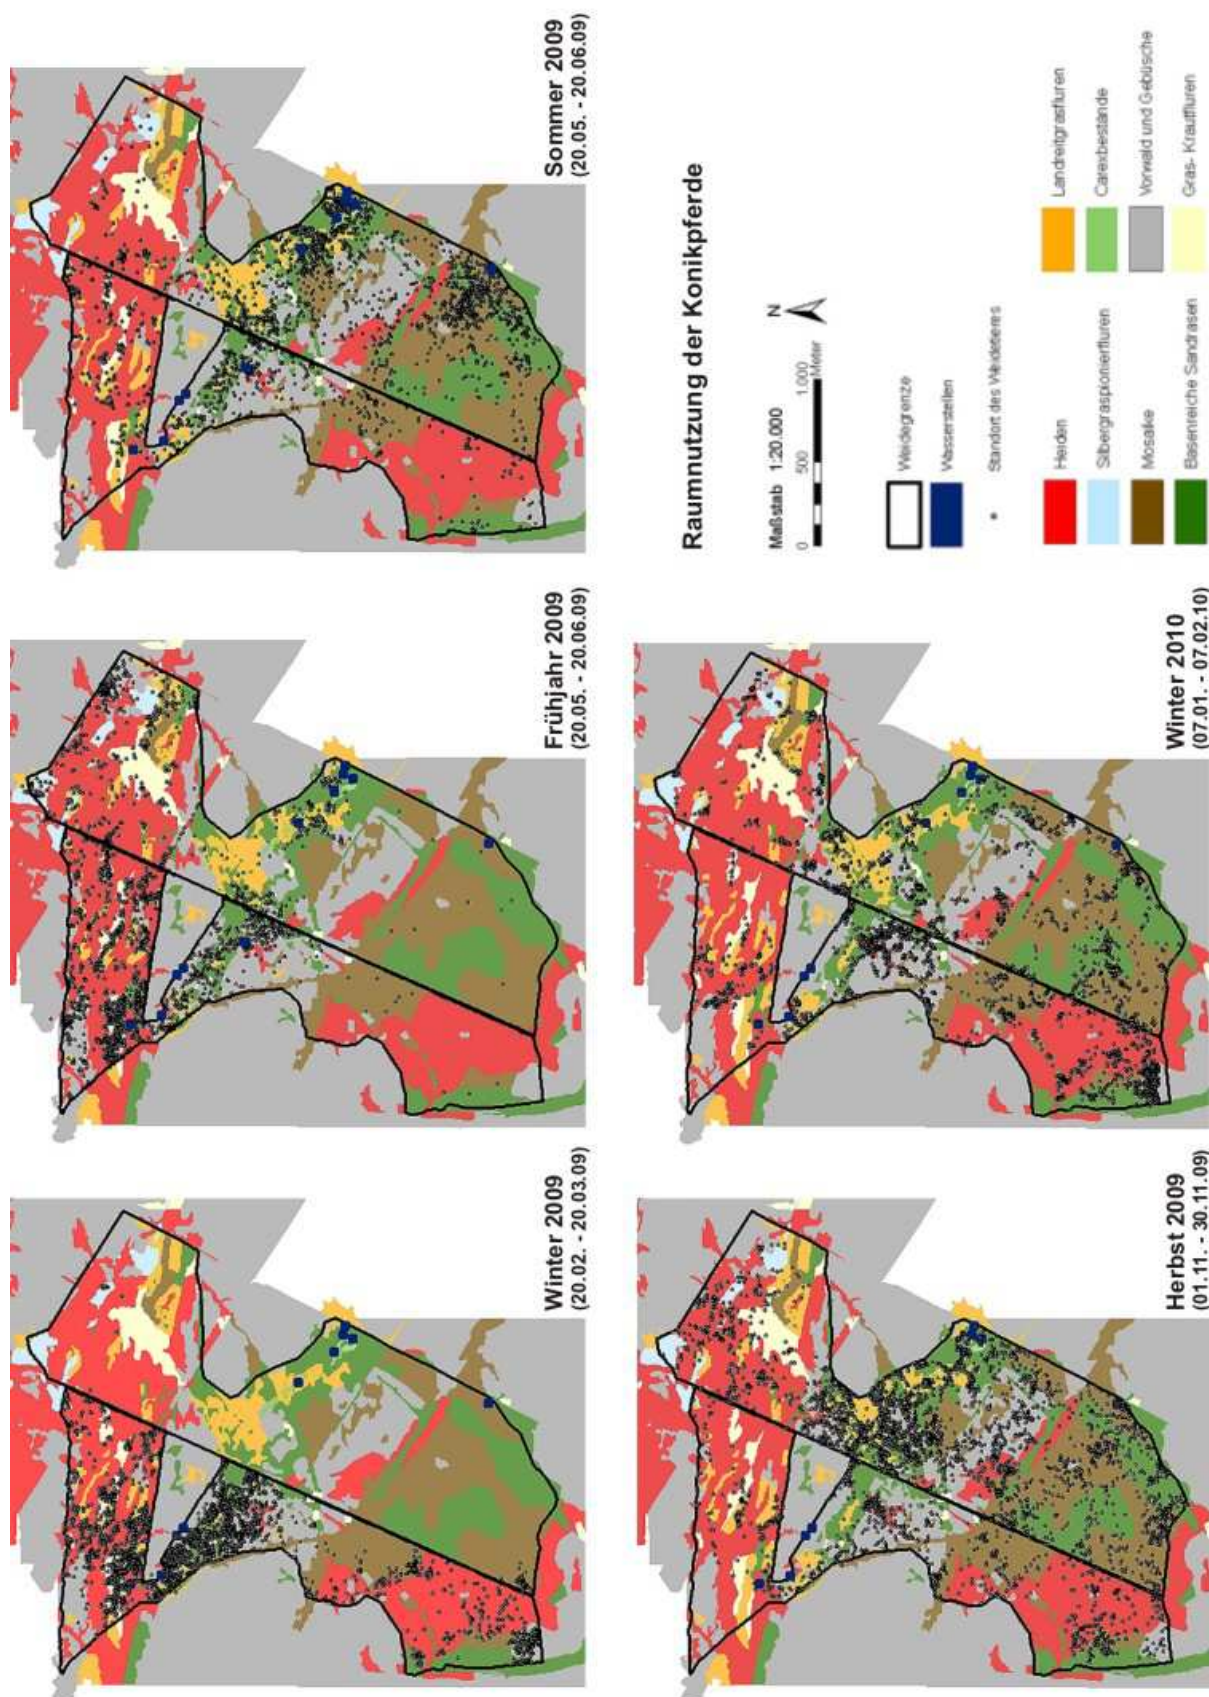 Winter 2009
(20.02. - 20.03.09)
Frühjahr 2009
(20.05. - 20.06.09)
Sommer 2009
(20.05. - 20.06.09)
Herbst 2009
(01.11. - 30.11.09)
Winter 2010
(07.01. - 07.02.10)
Raumnutzung der Konikpferde
Maßstab 1:20.000
N
0 500 1.000
Meter
Weidegrenze
Wasserstellen
Standort des Weidetieres
Heiden
Silbergraspionierfluren
Mosaike
Basenreiche Sandrasen
Landreitgrasfluren
Carexbestände
Vorwald und Gebüsche
Gras- Krautfluren